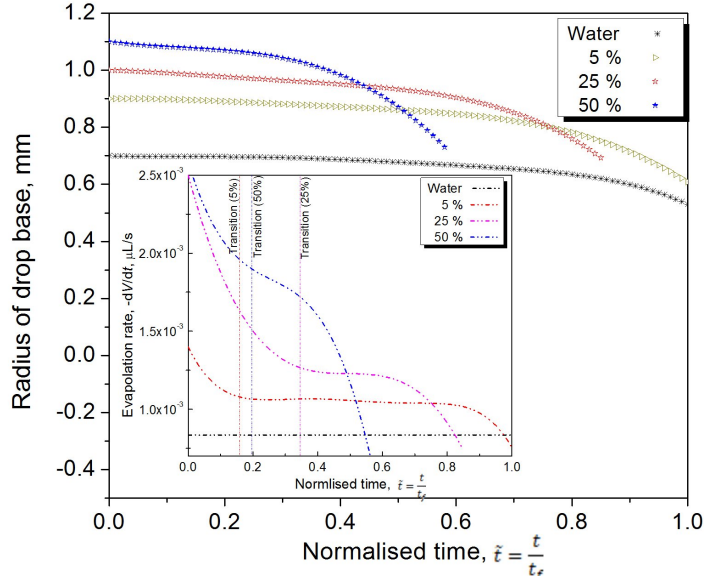 Radius of drop base, mm
1.2
1.0
0.8
0.6
0.4
0.2
0.0
-0.2
-0.4
0.0
0.2
0.4
0.6
0.8
1.0
Normalised time, t̃ = t/t_f
Water
5 %
25 %
50 %
Evapolation rate, -dV/dt, μL/s
2.5x10⁻³
2.0x10⁻³
1.5x10⁻³
1.0x10⁻³
Transition (5%)
Transition (50%)
Transition (25%)
Water
5 %
25 %
50 %
0.0
0.2
0.4
0.6
0.8
1.0
Normlised time, t̃ = t/t_f